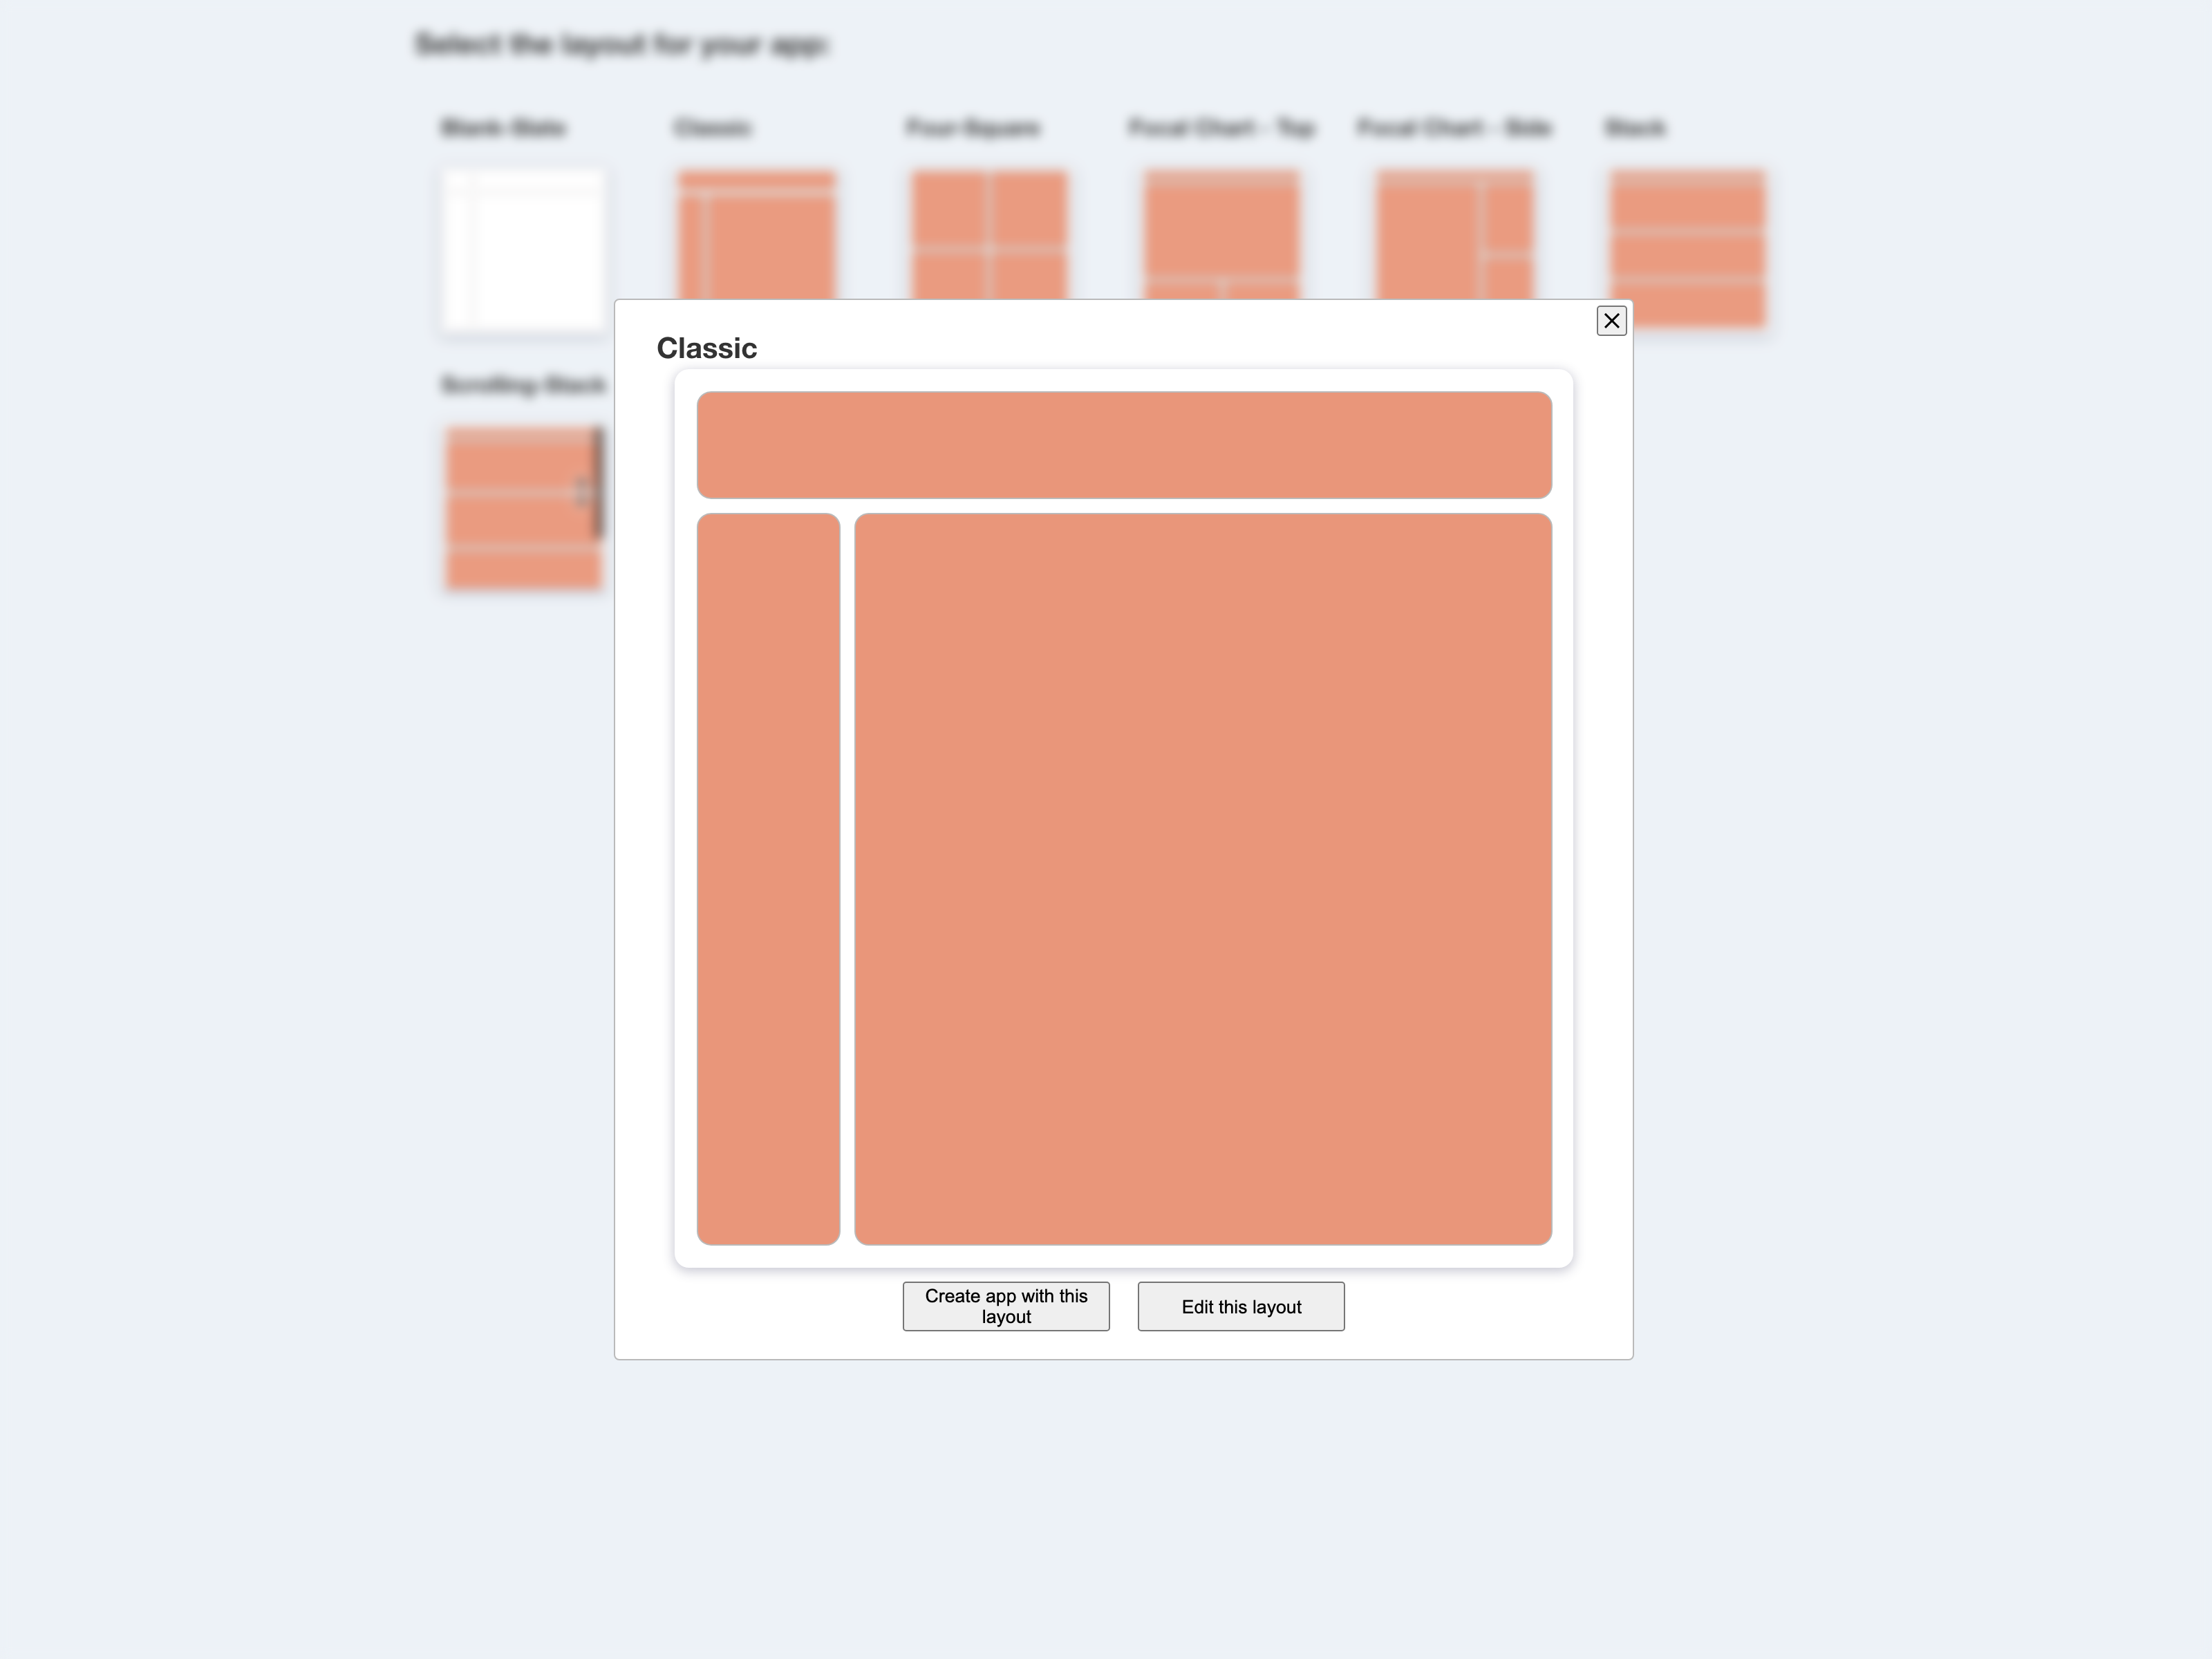 Select the layout for your app:
Blank-Slate
Classic
Four-Square
Focal Chart - Top
Focal Chart - Side
Stack
Classic
Scrolling-Stack
Create app with this
layout
Edit this layout